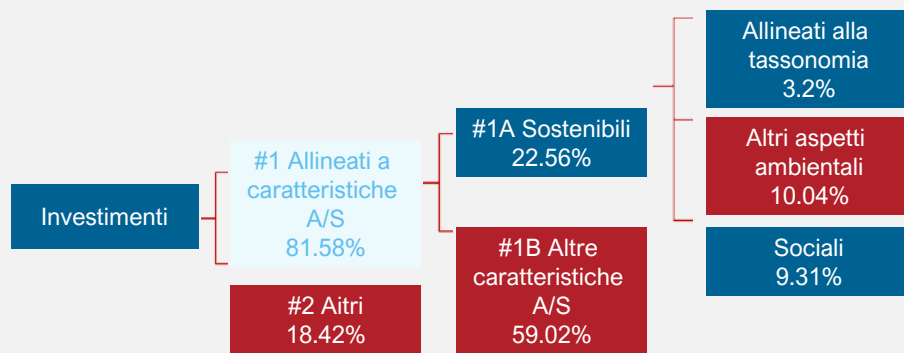 Investimenti
#1 Allineati a
caratteristiche
A/S
81.58%
#2 Aitri
18.42%
#1A Sostenibili
22.56%
#1B Altre
caratteristiche
A/S
59.02%
Allineati alla
tassonomia
3.2%
Altri aspetti
ambientali
10.04%
Sociali
9.31%